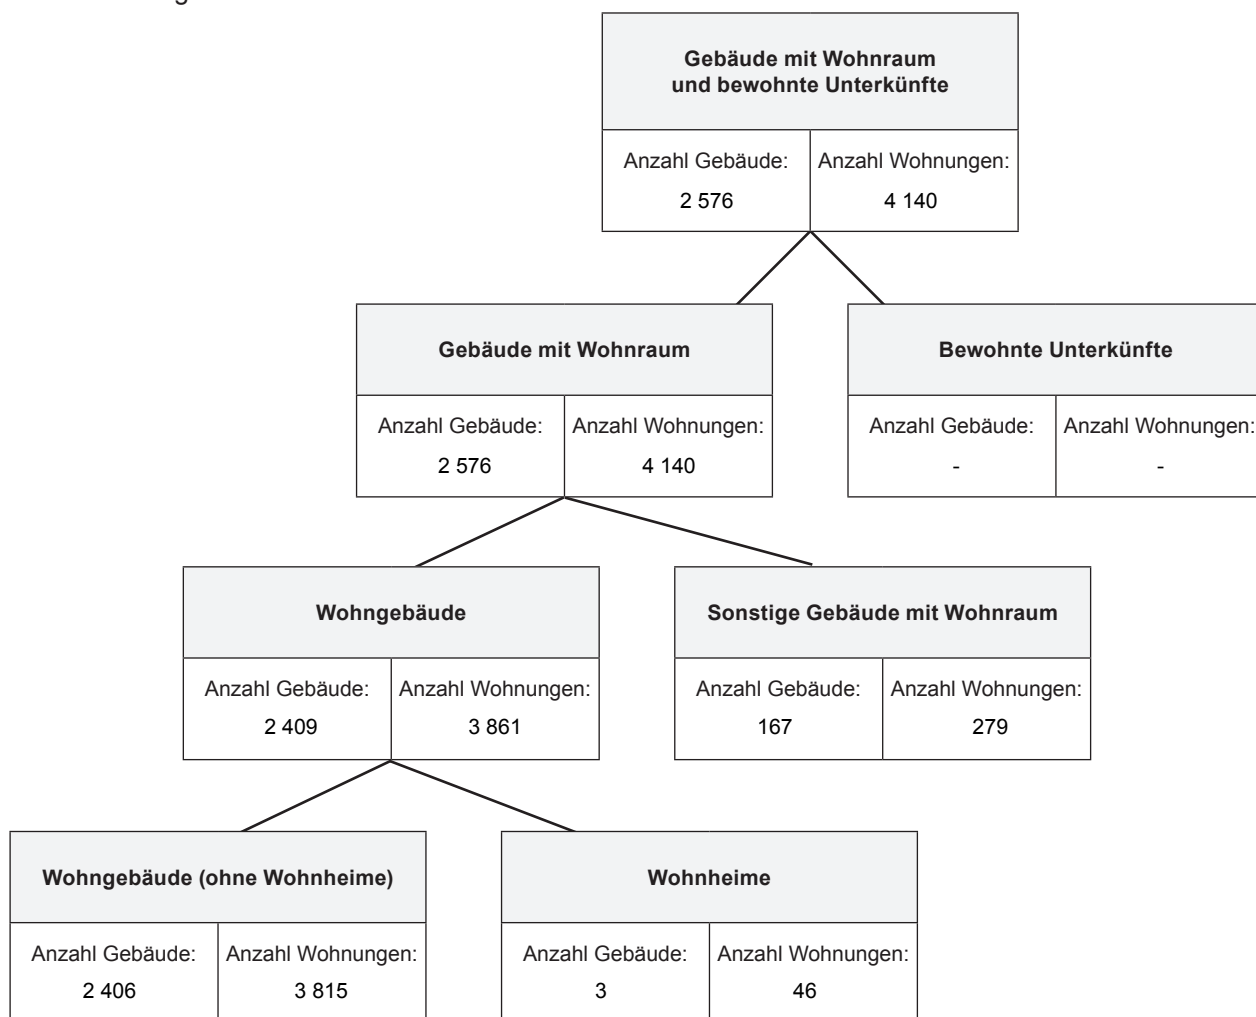 Gebäude mit Wohnraum
und bewohnte Unterkünfte
Anzahl Gebäude: Anzahl Wohnungen:
2 576 4 140
Gebäude mit Wohnraum
Anzahl Gebäude: Anzahl Wohnungen:
2 576 4 140
Bewohnte Unterkünfte
Anzahl Gebäude: Anzahl Wohnungen:
- -
Wohngebäude
Anzahl Gebäude: Anzahl Wohnungen:
2 409 3 861
Sonstige Gebäude mit Wohnraum
Anzahl Gebäude: Anzahl Wohnungen:
167 279
Wohngebäude (ohne Wohnheime)
Anzahl Gebäude: Anzahl Wohnungen:
2 406 3 815
Wohnheime
Anzahl Gebäude: Anzahl Wohnungen:
3 46